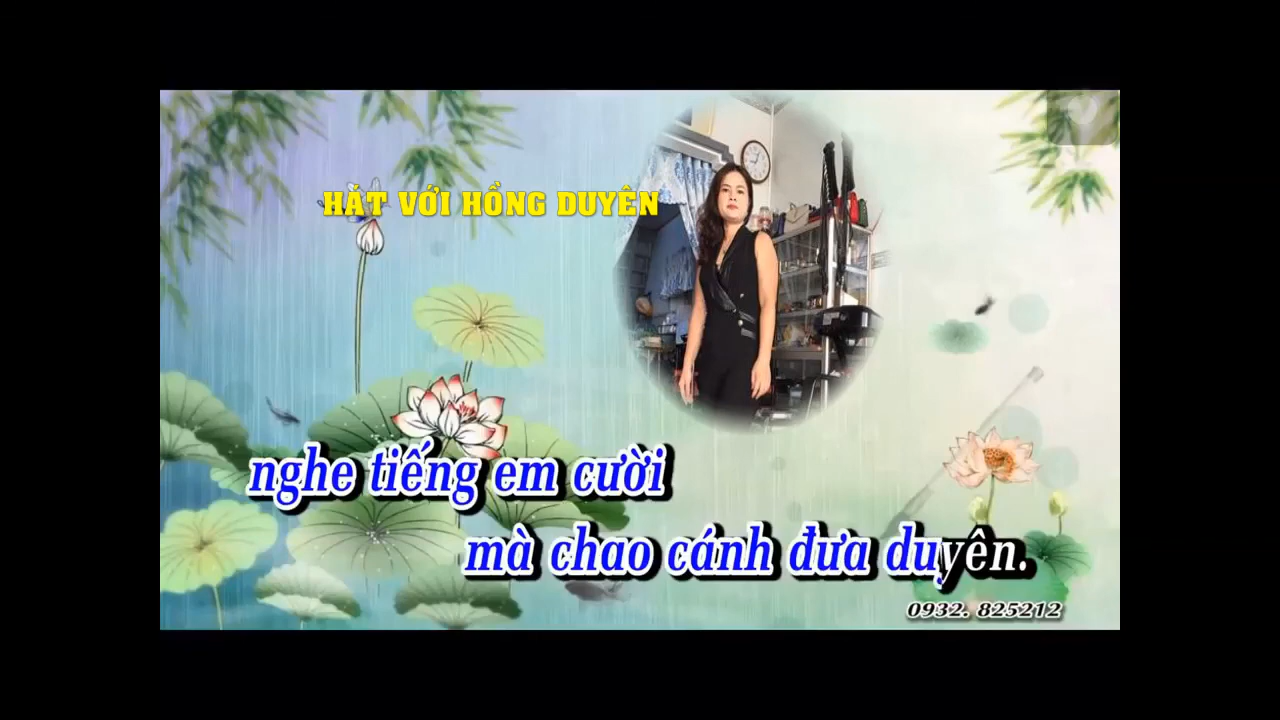 HÁT VỚI HỒNG DUYÊN
nghe tiếng em cười
mà chao cánh đưa duyên.
0932. 825212